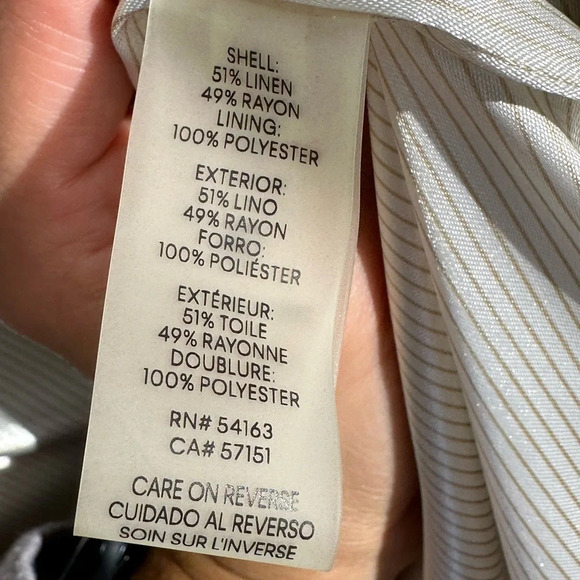 SHELL:
51% LINEN
49% RAYON
LINING:
100% POLYESTER
EXTERIOR:
51% LINO
49% RAYON
FORRO:
100% POLIÉSTER
EXTÉRIEUR:
51% TOILE
49% RAYONNE
DOUBLURE:
100% POLYESTER
RN# 54163
CA# 57151
CARE ON REVERSE
CUIDADO AL REVERSO
SOIN SUR L'INVERSE